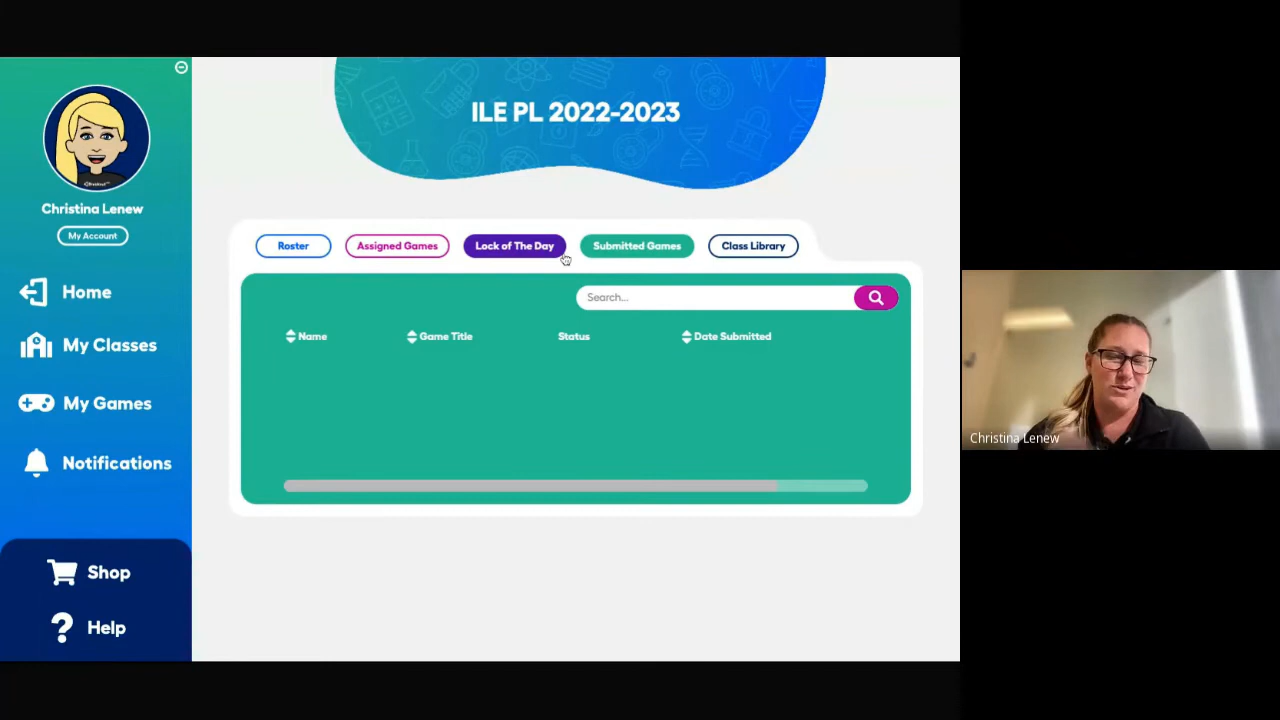 ILE PL 2022-2023
Christina Lenew
My Account
Home
My Classes
My Games
Notifications
Shop
Help
Roster
Assigned Games
Lock of The Day
Submitted Games
Class Library
Search...
Name
Game Title
Status
Date Submitted
Christina Lenew